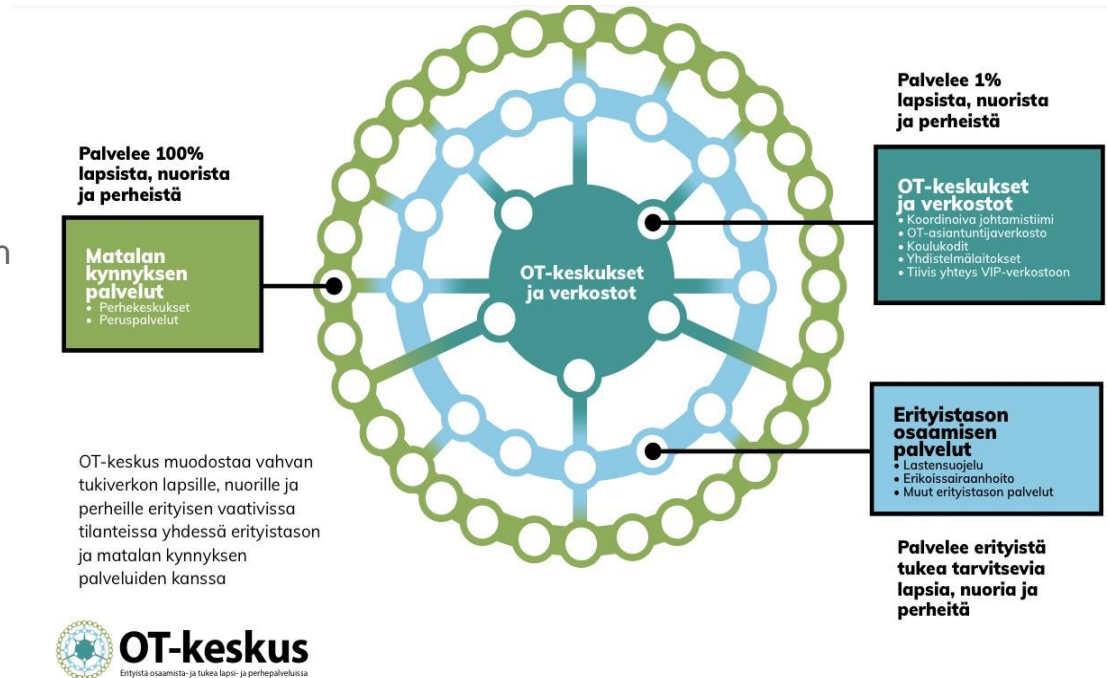 Palvelee 100%
lapsista, nuorista
ja perheistä
n
Matalan
kynnyksen
palvelut
• Perhekeskukset
• Peruspalvelut
OT-keskus muodostaa vahvan
tukiverkon lapsille, nuorille ja
perheille erityisen vaativissa
tilanteissa yhdessä erityistason
ja matalan kynnyksen
palveluiden kanssa
OT-keskus
Erityistä osaamista- ja tukea lapsi- ja perhepalveluissa
OT-keskukset
ja verkostot
Palvelee 1%
lapsista, nuorista
ja perheistä
OT-keskukset
ja verkostot
• Koordinoiva johtamistiimi
• OT-asiantuntijaverkosto
• Koulukodit
• Yhdistelmälaitokset
• Tiivis yhteys VIP-verkostoon
Erityistason
osaamisen
palvelut
• Lastensuojelu
• Erikoissairaanhoito
• Muut erityistason palvelut
Palvelee erityistä
tukea tarvitsevia
lapsia, nuoria ja
perheitä